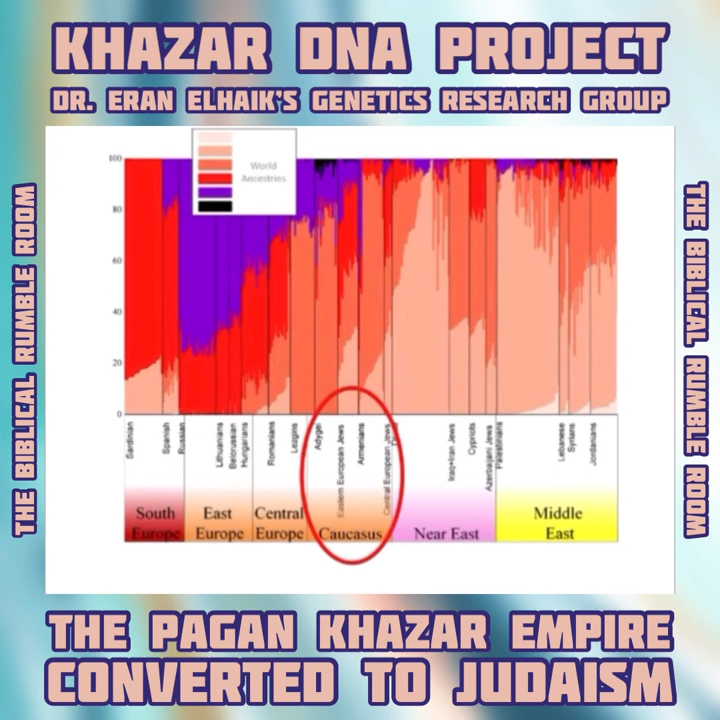 KHAZAR DNA PROJECT
DR. ERAN ELHAIK'S GENETICS RESEARCH GROUP
THE BIBLICAL RUMBLE ROOM
THE BIBLICAL RUMBLE ROOM
World
Ancestries
100
80
60
40
20
0
Sardinian
Spanish
Russian
Lithuanians
Belorussian
Hungarians
Romanians
Lezgins
Adygei
Eastern European Jews
Armenians
Central European Jews
Iraq+Iran Jews
Cypriots
Azerbaijani Jews
Palestinians
Lebanese
Syrians
Jordanians
South
Europe
East
Europe
Central
Europe
Caucasus
Near East
Middle
East
THE PAGAN KHAZAR EMPIRE
CONVERTED TO JUDAISM